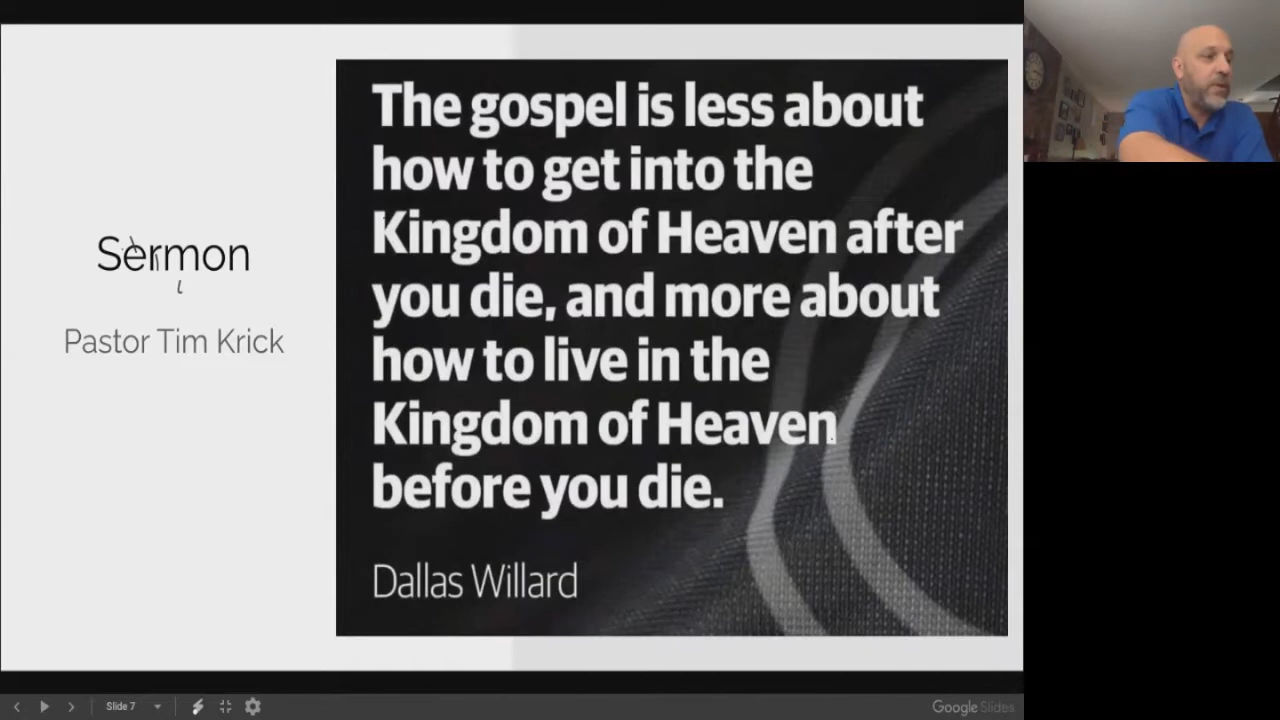 Sermon
Pastor Tim Krick
The gospel is less about
how to get into the
Kingdom of Heaven after
you die, and more about
how to live in the
Kingdom of Heaven
before you die.
Dallas Willard
Slide 7
Google Slides